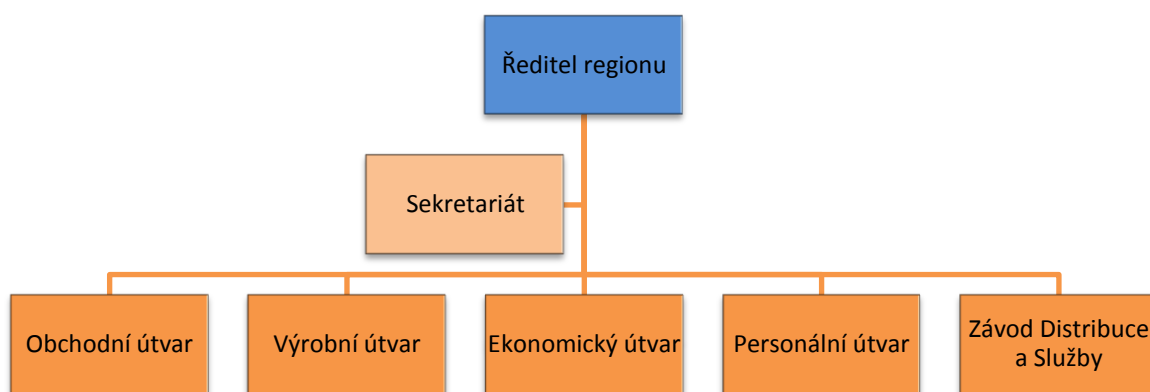 Ředitel regionu
Sekretariát
Obchodní útvar
Výrobní útvar
Ekonomický útvar
Personální útvar
Závod Distribuce
a Služby